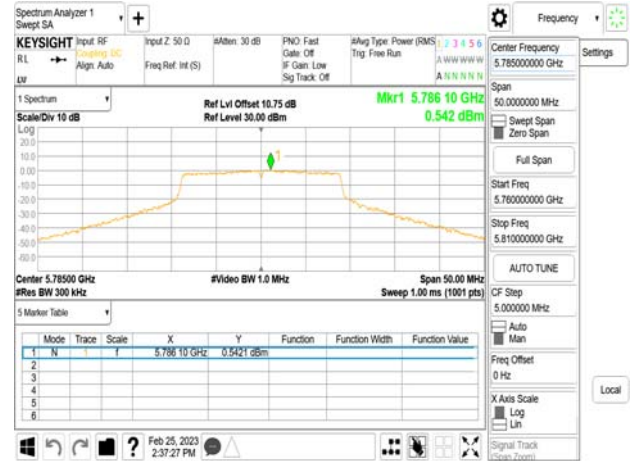 Spectrum Analyzer 1
Swept SA
+
Frequency
KEYSIGHT
RL
Input: RF
Coupling: DC
Align: Auto
Input Z: 50 Ω
Freq Ref: Int (S)
#Atten: 30 dB
PNO: Fast
Gate: Off
IF Gain: Low
Sig Track: Off
#Avg Type: Power (RMS
Trig: Free Run
1 2 3 4 5 6
A WW WW WW
A N N N N N
1 Spectrum
Scale/Div 10 dB
Ref Lvl Offset 10.75 dB
Ref Level 30.00 dBm
Mkr1 5.786 10 GHz
0.542 dBm
Log
20.0
10.0
0.00
-10.0
-20.0
-30.0
-40.0
-50.0
-60.0
1
Center 5.78500 GHz
#Res BW 300 kHz
#Video BW 1.0 MHz
Span 50.00 MHz
Sweep 1.00 ms (1001 pts)
5 Marker Table
Mode Trace Scale X Y Function Function Width Function Value
1 N 1 f 5.786 10 GHz 0.5421 dBm
2
3
4
5
6
?
Feb 25, 2023
2:37:27 PM
Center Frequency
5.785000000 GHz
Span
50.0000000 MHz
Swept Span
Zero Span
Full Span
Start Freq
5.760000000 GHz
Stop Freq
5.810000000 GHz
AUTO TUNE
CF Step
5.000000 MHz
Auto
Man
Freq Offset
0 Hz
X Axis Scale
Log
Lin
Signal Track
(Span Zoom)
Settings
Local